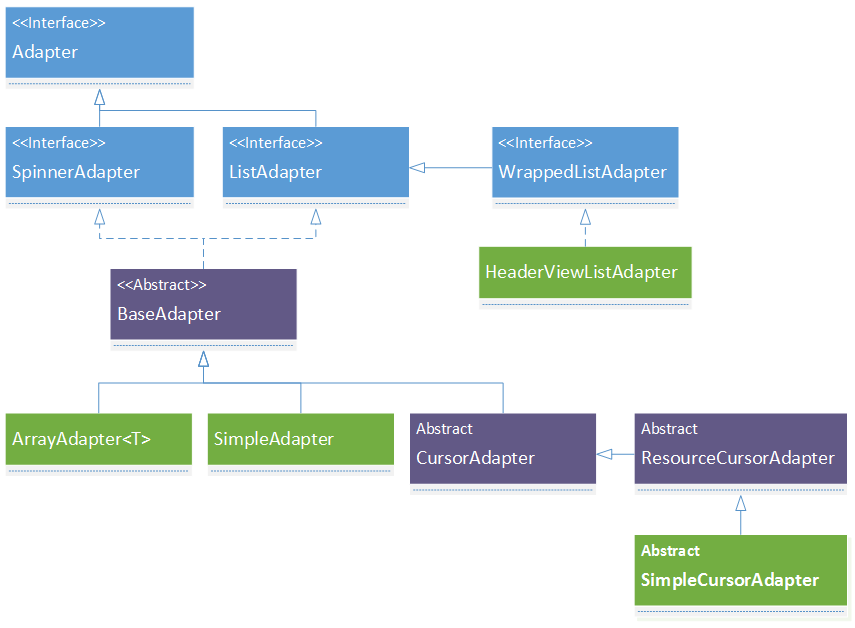 <<Interface>>
Adapter
<<Interface>>
SpinnerAdapter
<<Interface>>
ListAdapter
<<Interface>>
WrappedListAdapter
HeaderViewListAdapter
<<Abstract>>
BaseAdapter
ArrayAdapter<T>
SimpleAdapter
Abstract
CursorAdapter
Abstract
ResourceCursorAdapter
Abstract
SimpleCursorAdapter